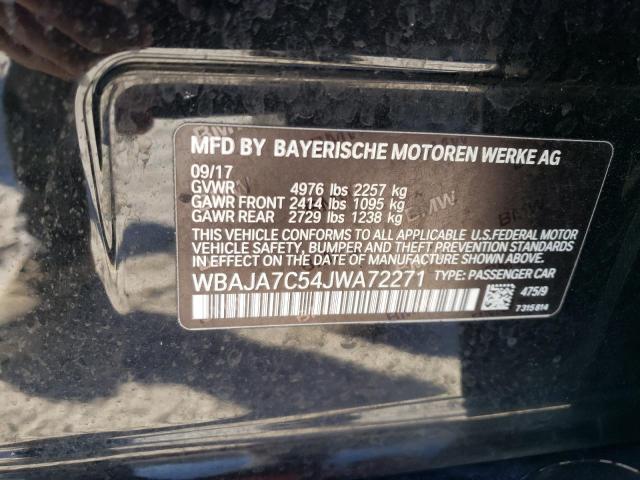 MFD BY BAYERISCHE MOTOREN WERKE AG
09/17
GVWR 4976 lbs 2257 kg
GAWR FRONT 2414 lbs 1095 kg
GAWR REAR 2729 lbs 1238 kg
THIS VEHICLE CONFORMS TO ALL APPLICABLE U.S.FEDERAL MOTOR
VEHICLE SAFETY, BUMPER AND THEFT PREVENTION STANDARDS
IN EFFECT ON THE DATE OF MANUFACTURE SHOWN ABOVE.
WBAJA7C54JWA72271 TYPE: PASSENGER CAR
475/9
7315814